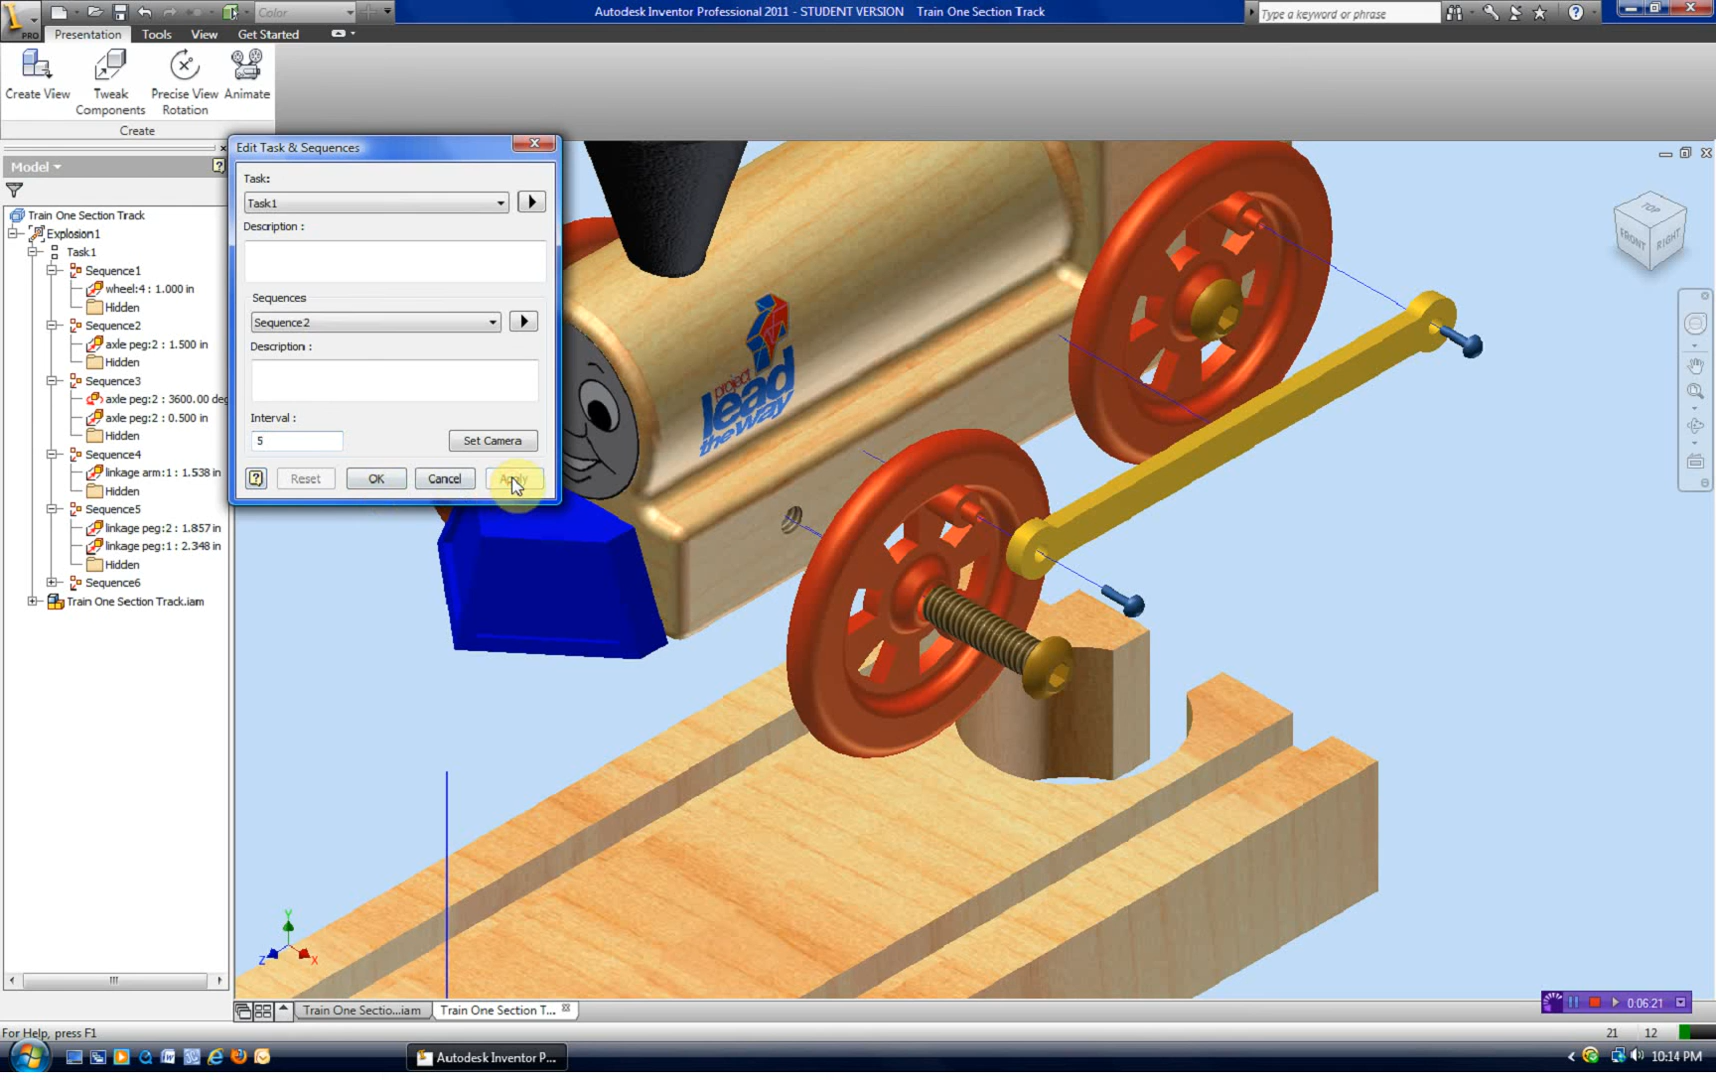 Color
Autodesk Inventor Professional 2011 - STUDENT VERSION Train One Section Track
Type a keyword or phrase
PRO
Presentation Tools View Get Started
Create View
Tweak Components
Precise View Rotation
Animate
Create
Model
Train One Section Track
Explosion1
Task1
Sequence1
wheel:4 : 1.000 in
Hidden
Sequence2
axle peg:2 : 1.500 in
Hidden
Sequence3
axle peg:2 : 3600.00 deg
axle peg:2 : 0.500 in
Hidden
Sequence4
linkage arm:1 : 1.538 in
Hidden
Sequence5
linkage peg:2 : 1.857 in
linkage peg:1 : 2.348 in
Hidden
Sequence6
Train One Section Track.iam
Edit Task & Sequences
Task:
Task1
Description :
Sequences
Sequence2
Description :
Interval :
5
Set Camera
Reset OK Cancel Apply
project
lead
the way
TOP
FRONT RIGHT
Y
Z X
Train One Sectio....iam Train One Section T...
0:06:21
For Help, press F1
21 12
Autodesk Inventor P...
10:14 PM